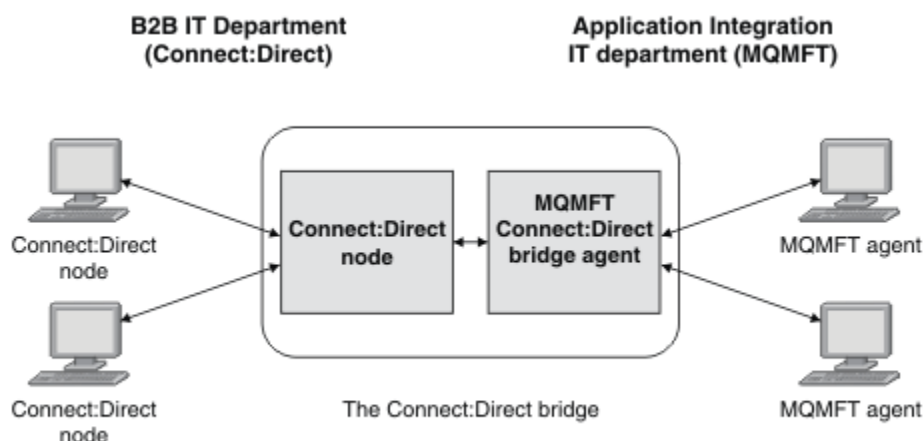 B2B IT Department
(Connect:Direct)
Application Integration
IT department (MQMFT)
Connect:Direct
node
Connect:Direct
node
Connect:Direct
node
MQMFT
Connect:Direct
bridge agent
MQMFT agent
MQMFT agent
The Connect:Direct bridge